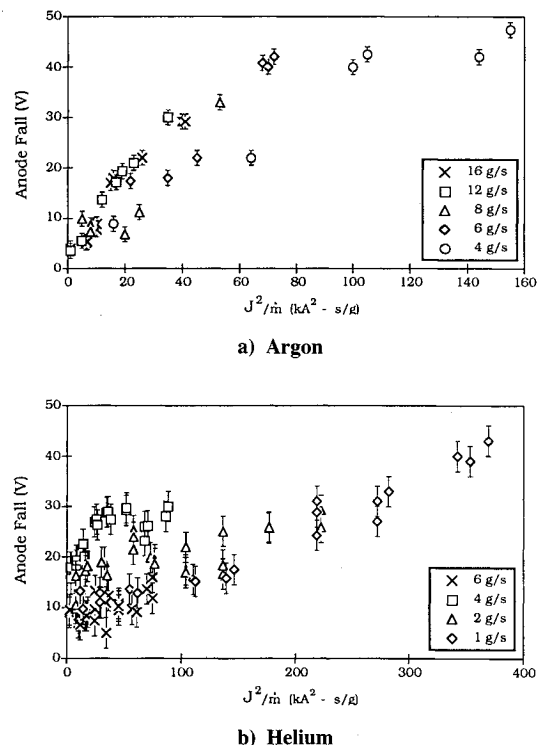 50
40
30
20
10
0
Anode Fall (V)
16 g/s
12 g/s
8 g/s
6 g/s
4 g/s
0 20 40 60 80 100 120 140 160
J²/ṁ (kA² - s/g)
a) Argon
50
40
30
20
10
0
Anode Fall (V)
6 g/s
4 g/s
2 g/s
1 g/s
0 100 200 300 400
J²/ṁ (kA² - s/g)
b) Helium